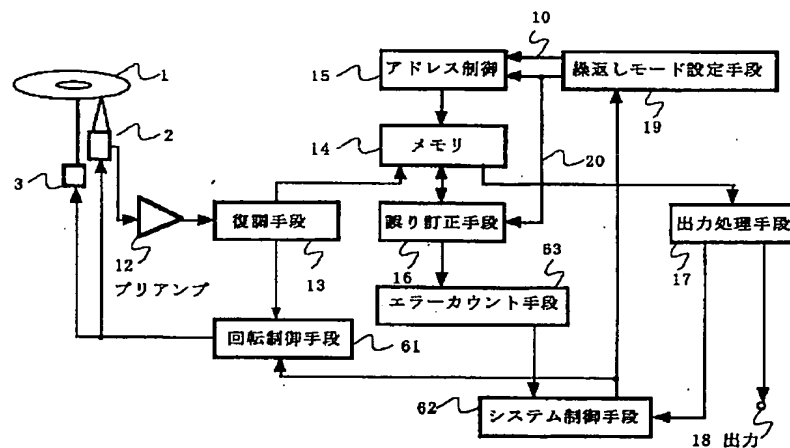 10
アドレス制御
繰返しモード設定手段
15
1
19
2
メモリ
14
3
20
復調手段
誤り訂正手段
出力処理手段
12
プリアンプ
13
16
63
17
エラーカウント手段
回転制御手段
61
62
システム制御手段
18 出力